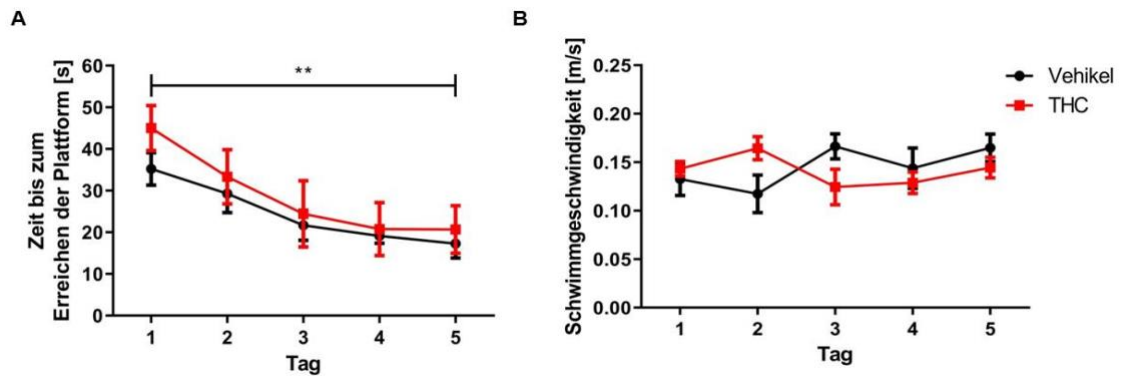 A
Zeit bis zum
Erreichen der Plattform [s]
60
50
40
30
20
10
0
**
1 2 3 4 5
Tag
B
Schwimmgeschwindigkeit [m/s]
0.25
0.20
0.15
0.10
0.05
0.00
1 2 3 4 5
Tag
Vehikel
THC